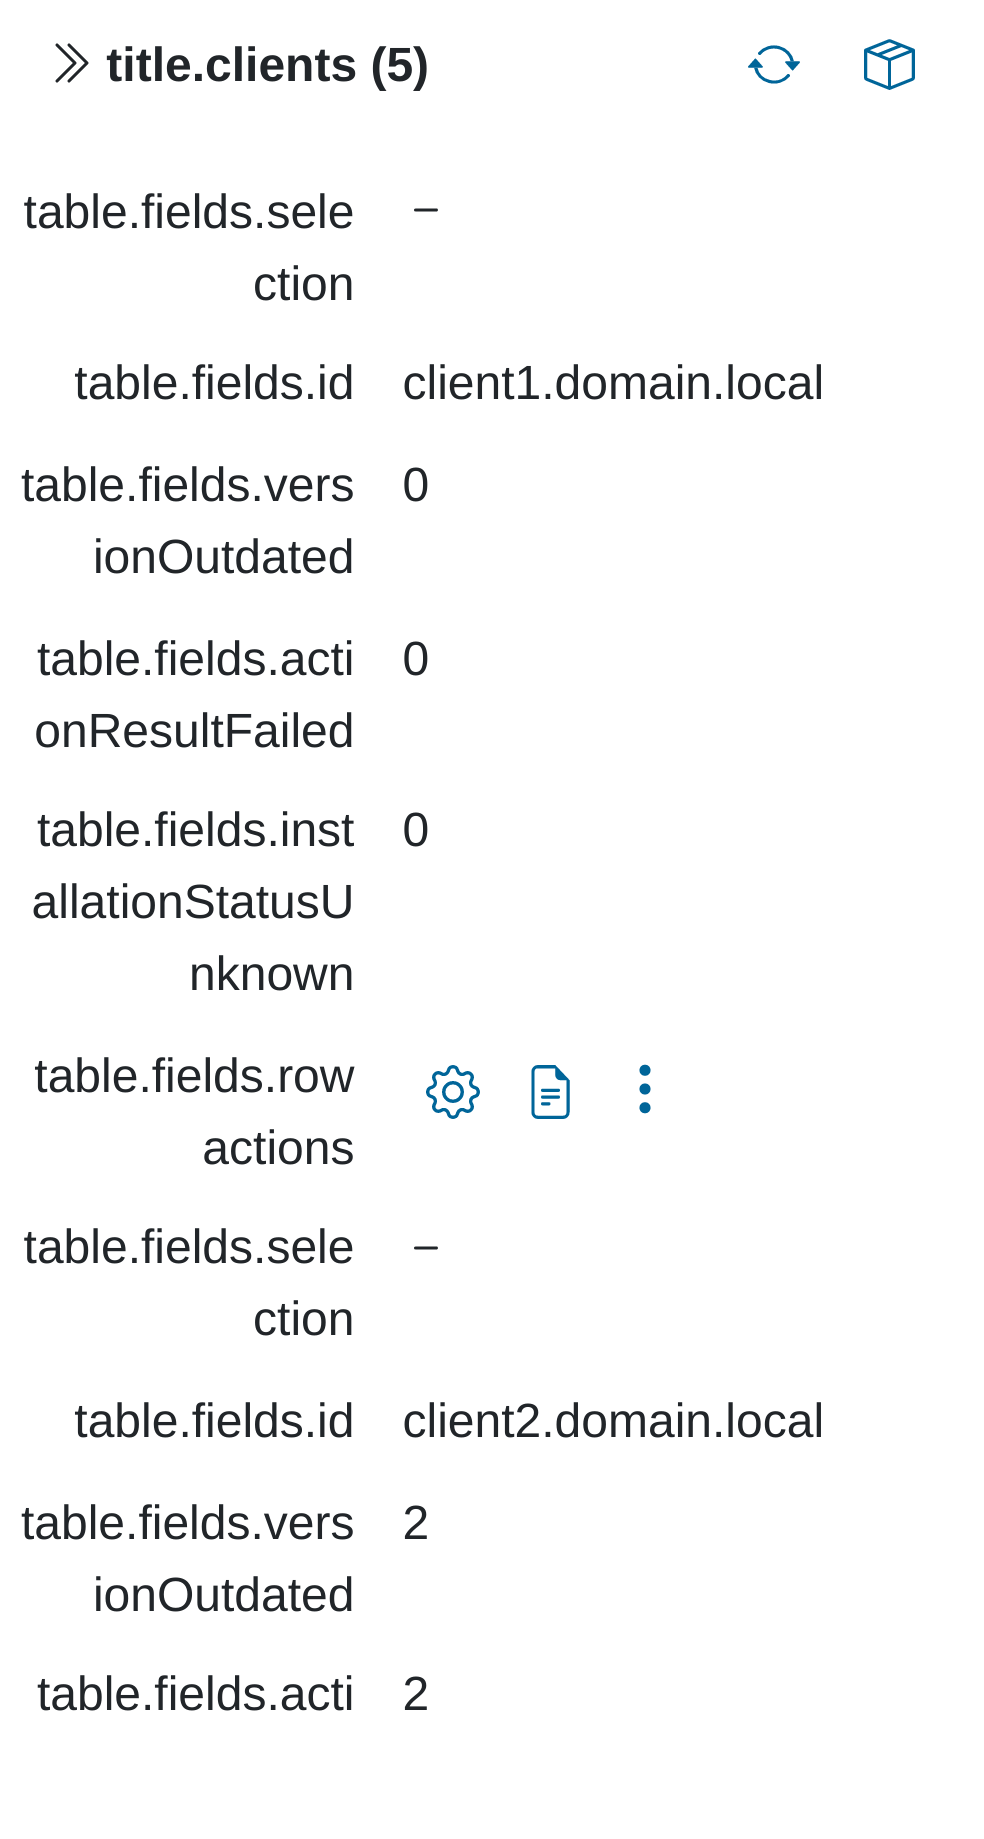 title.clients (5)
table.fields.sele –
ction
table.fields.id client1.domain.local
table.fields.vers 0
ionOutdated
table.fields.acti 0
onResultFailed
table.fields.inst 0
allationStatusU
nknown
table.fields.row
actions
table.fields.sele –
ction
table.fields.id client2.domain.local
table.fields.vers 2
ionOutdated
table.fields.acti 2